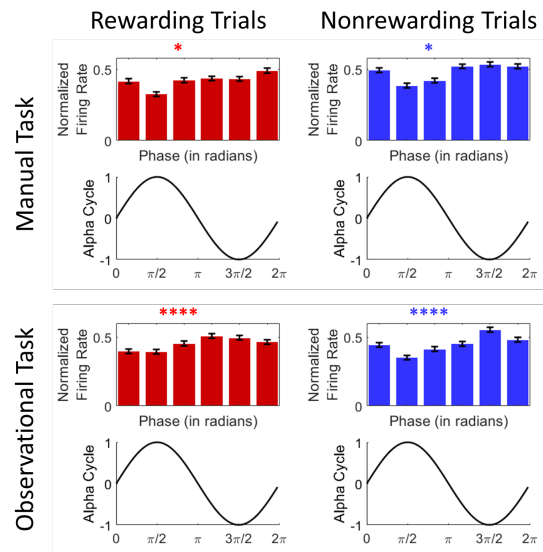 Rewarding Trials
Nonrewarding Trials
Manual Task
*
Normalized
Firing Rate
0.5
0
Phase (in radians)
*
Normalized
Firing Rate
0.5
0
Phase (in radians)
Alpha Cycle
1
0
-1
0 π/2 π 3π/2 2π
Alpha Cycle
1
0
-1
0 π/2 π 3π/2 2π
Observational Task
****
Normalized
Firing Rate
0.5
0
Phase (in radians)
****
Normalized
Firing Rate
0.5
0
Phase (in radians)
Alpha Cycle
1
0
-1
0 π/2 π 3π/2 2π
Alpha Cycle
1
0
-1
0 π/2 π 3π/2 2π